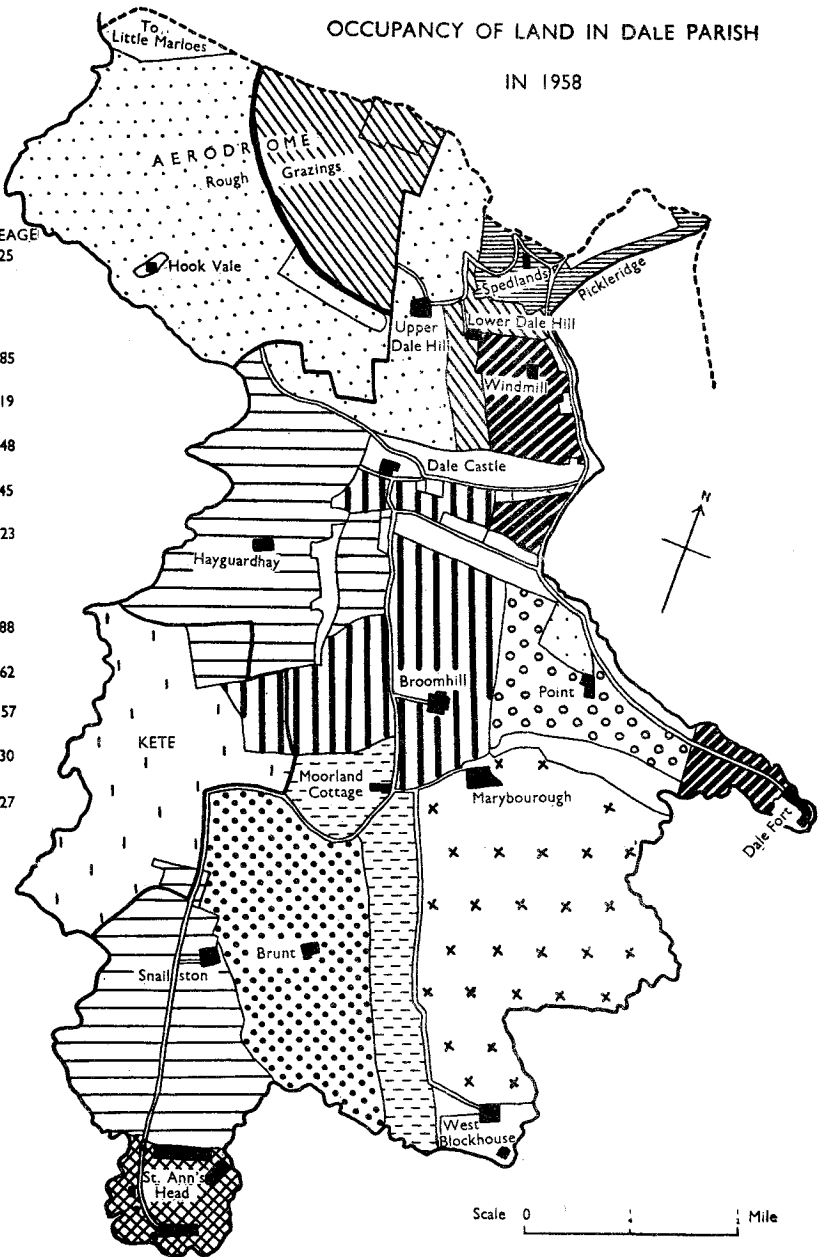 OCCUPANCY OF LAND IN DALE PARISH
IN 1958
To
Little Marloes
AERODROME
Rough Grazings
EAGE
25
Hook Vale
Spedlands
Pickleridge
Upper
Dale Hill
Lower Dale Hill
85
Windmill
19
48
Dale Castle
45
N
23
Hayguardhay
88
62
Broomhill
Point
57
KETE
30
Moorland
Cottage
Marybourough
27
Dale Fort
Brunt
West
Blockhouse
St. Ann's
Head
Scale 0 1 Mile